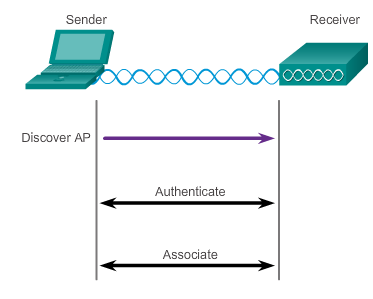 Sender
Receiver
Discover AP
Authenticate
Associate